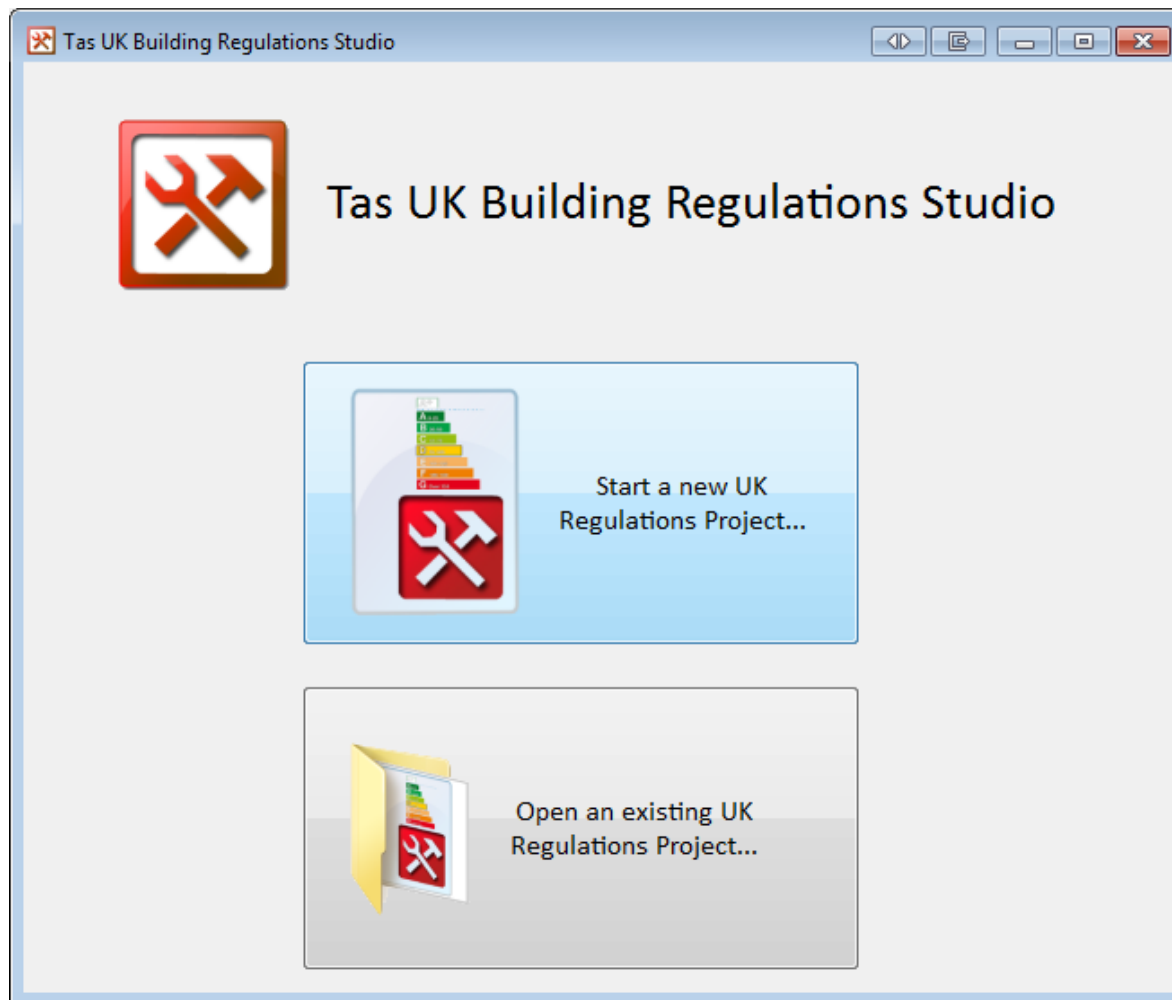 Tas UK Building Regulations Studio
Tas UK Building Regulations Studio
A
B
C
D
F
G
Start a new UK
Regulations Project...
Open an existing UK
Regulations Project...